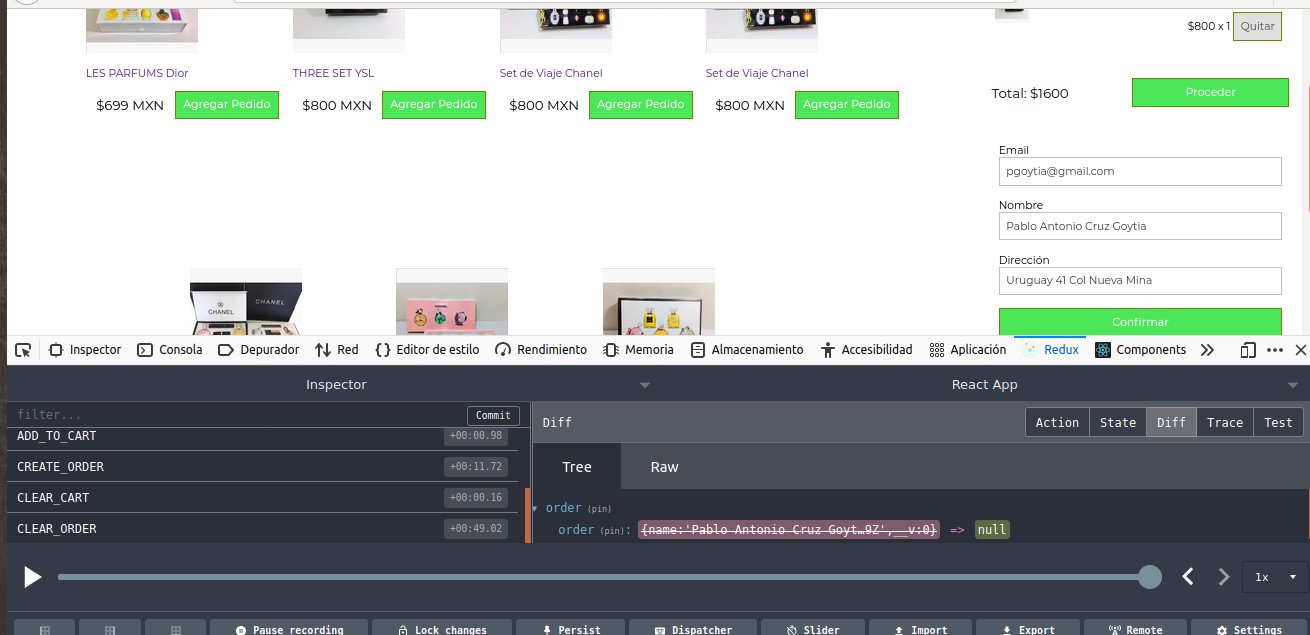 $800 x 1 Quitar
LES PARFUMS Dior THREE SET YSL Set de Viaje Chanel Set de Viaje Chanel
$699 MXN Agregar Pedido $800 MXN Agregar Pedido $800 MXN Agregar Pedido $800 MXN Agregar Pedido
Total: $1600 Proceder
Email
pgoytia@gmail.com
Nombre
Pablo Antonio Cruz Goytia
Dirección
Uruguay 41 Col Nueva Mina
CHANEL
CHANEL
Confirmar
Inspector Consola Depurador Red Editor de estilo Rendimiento Memoria Almacenamiento Accesibilidad Aplicación Redux Components
Inspector React App
filter... Commit
Diff Action State Diff Trace Test
ADD_TO_CART +00:00.98
CREATE_ORDER +00:11.72
CLEAR_CART +00:00.16
CLEAR_ORDER +00:49.02
Tree Raw
order (pin)
order (pin): {name:'Pablo Antonio Cruz Goyt…9Z',__v:0} => null
1x
Pause recording Lock changes Persist Dispatcher Slider Import Export Remote Settings